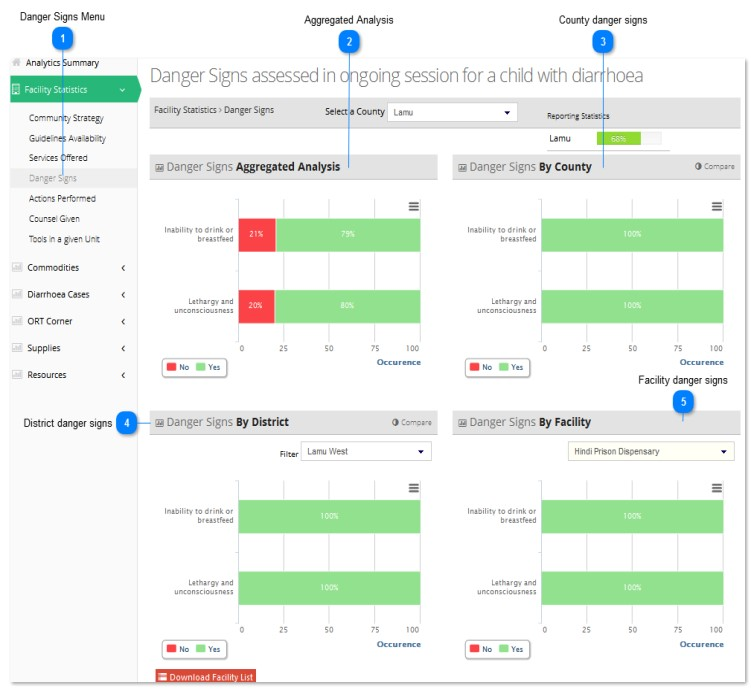 Danger Signs Menu
Aggregated Analysis
County danger signs
1
2
3
Analytics Summary
Facility Statistics
Community Strategy
Guidelines Availability
Services Offered
Danger Signs
Actions Performed
Counsel Given
Tools in a given Unit
Commodities
Diarrhoea Cases
ORT Corner
Supplies
Resources
Danger Signs assessed in ongoing session for a child with diarrhoea
Facility Statistics > Danger Signs
Select a County Lamu
Reporting Statistics
Lamu 68%
Danger Signs Aggregated Analysis
Inability to drink or
breastfeed
21% 79%
Lethargy and
unconsciousness
20% 80%
0 25 50 75 100
No Yes
Occurence
Danger Signs By County
Compare
Inability to drink or
breastfeed
100%
Lethargy and
unconsciousness
100%
0 25 50 75 100
No Yes
Occurence
Facility danger signs
5
District danger signs 4
Danger Signs By District
Compare
Filter Lamu West
Inability to drink or
breastfeed
100%
Lethargy and
unconsciousness
100%
0 25 50 75 100
No Yes
Occurence
Danger Signs By Facility
Hindi Prison Dispensary
Inability to drink or
breastfeed
100%
Lethargy and
unconsciousness
100%
0 25 50 75 100
No Yes
Occurence
Download Facility List